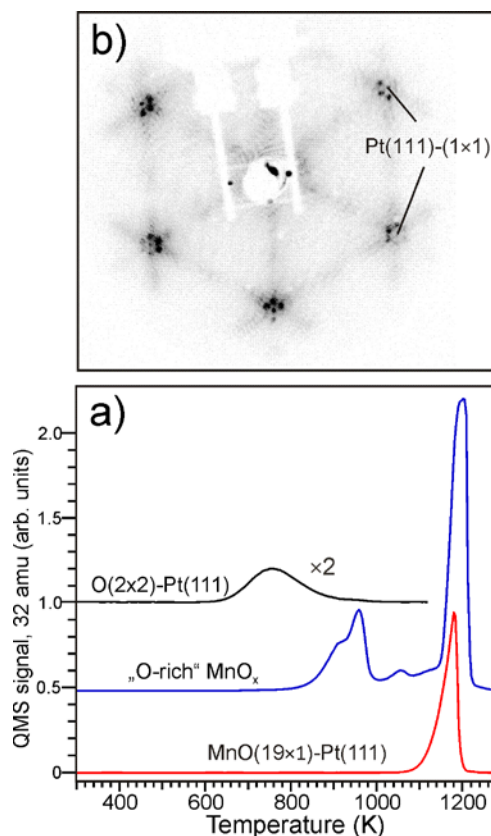 b)
Pt(111)-(1×1)
a)
QMS signal, 32 amu (arb. units)
2.0
1.5
1.0
0.5
0
O(2x2)-Pt(111)
×2
„O-rich“ MnOₓ
MnO(19×1)-Pt(111)
400 600 800 1000 1200
Temperature (K)